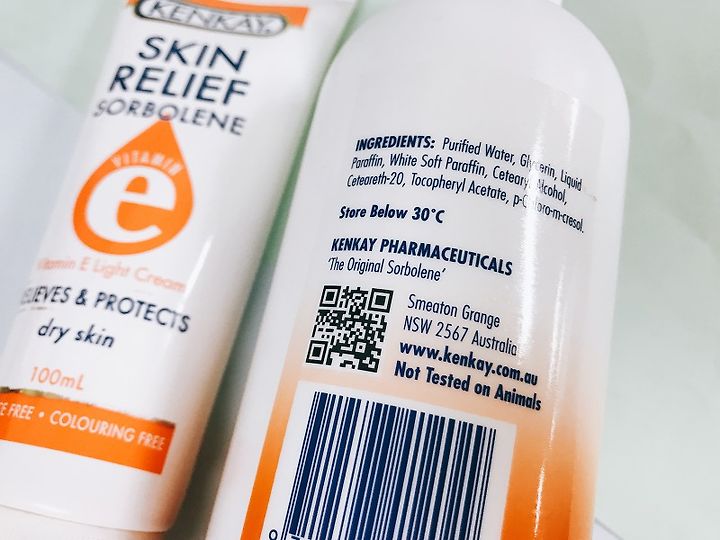 KENKAY®
SKIN
RELIEF
SORBOLENE
VITAMIN
e
Vitamin E Light Cream
RELIEVES & PROTECTS
dry skin
100mL
FREE • COLOURING FREE
INGREDIENTS: Purified Water, Glycerin, Liquid
Paraffin, White Soft Paraffin, Cetearyl Alcohol,
Ceteareth-20, Tocopheryl Acetate, p-Chloro-m-cresol.
Store Below 30°C
KENKAY PHARMACEUTICALS
'The Original Sorbolene'
Smeaton Grange
NSW 2567 Australia
www.kenkay.com.au
Not Tested on Animals